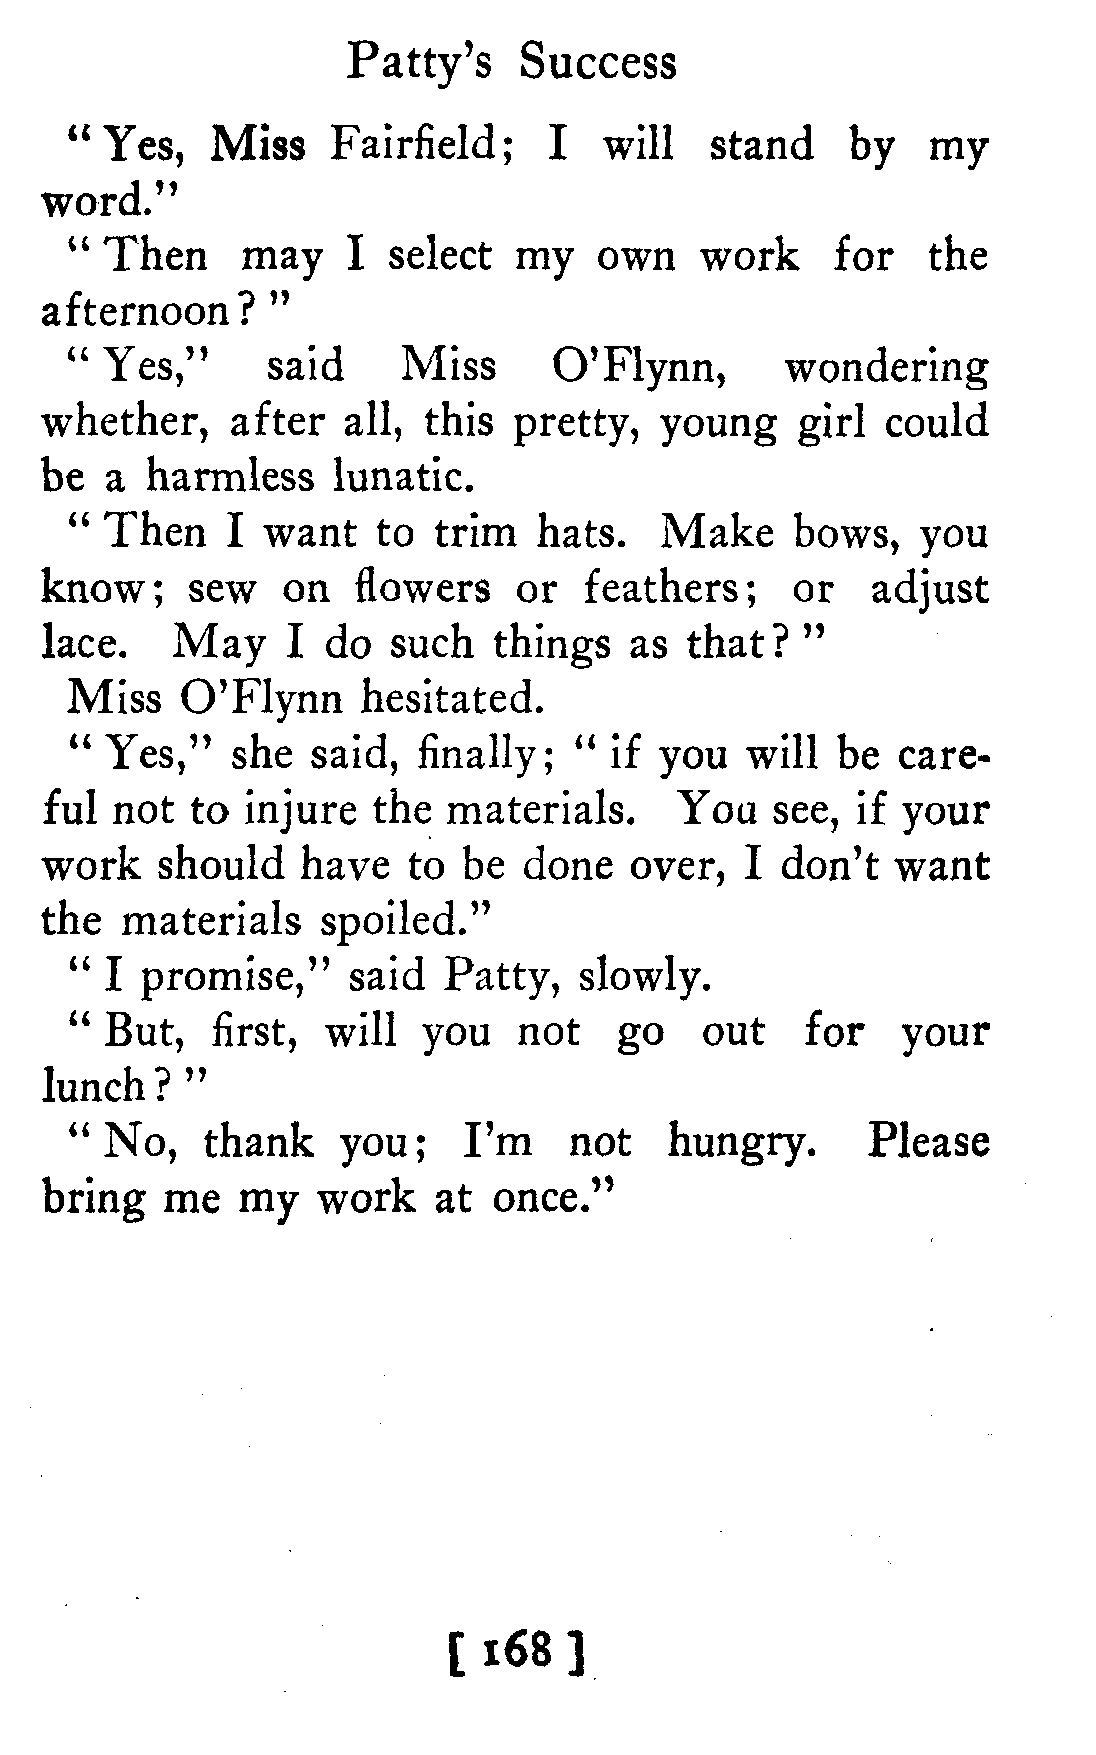 Patty's Success
"Yes, Miss Fairfield; I will stand by my
word."
"Then may I select my own work for the
afternoon?"
"Yes," said Miss O'Flynn, wondering
whether, after all, this pretty, young girl could
be a harmless lunatic.
"Then I want to trim hats. Make bows, you
know; sew on flowers or feathers; or adjust
lace. May I do such things as that?"
Miss O'Flynn hesitated.
"Yes," she said, finally; "if you will be care-
ful not to injure the materials. You see, if your
work should have to be done over, I don't want
the materials spoiled."
"I promise," said Patty, slowly.
"But, first, will you not go out for your
lunch?"
"No, thank you; I'm not hungry. Please
bring me my work at once."
[ 168 ]